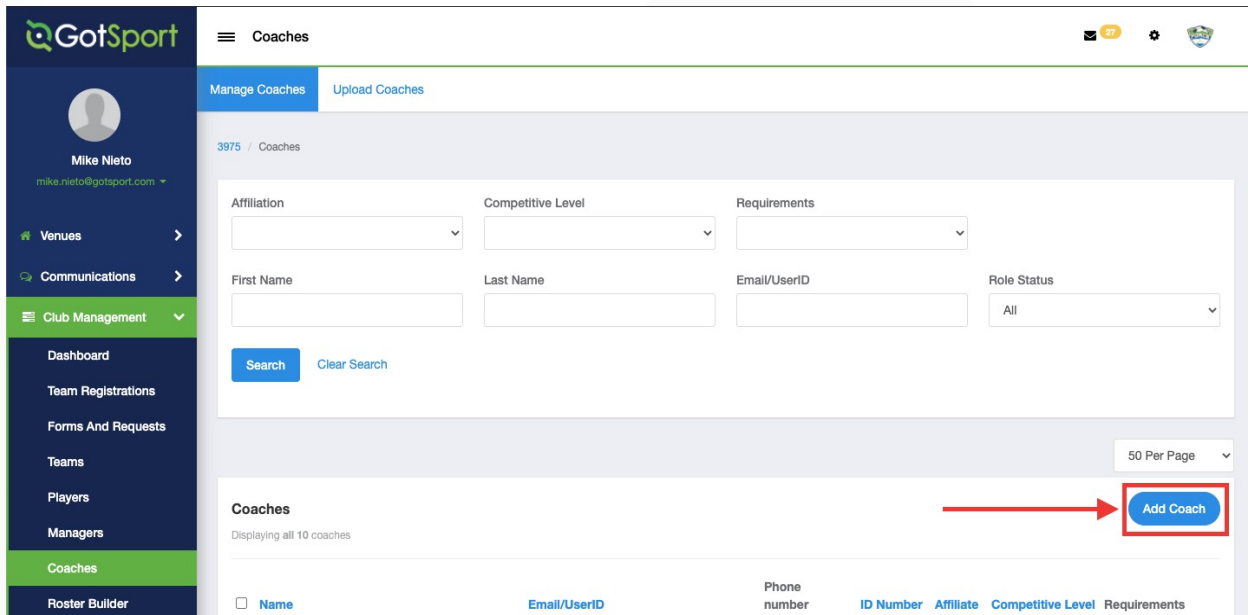 GotSport
Coaches
27
Mike Nieto
mike.nieto@gotsport.com
Venues
Communications
Club Management
Dashboard
Team Registrations
Forms And Requests
Teams
Players
Managers
Coaches
Roster Builder
Manage Coaches Upload Coaches
3975 / Coaches
Affiliation Competitive Level Requirements
First Name Last Name Email/UserID Role Status
All
Search Clear Search
50 Per Page
Coaches
Add Coach
Displaying all 10 coaches
Name Email/UserID Phone number ID Number Affiliate Competitive Level Requirements